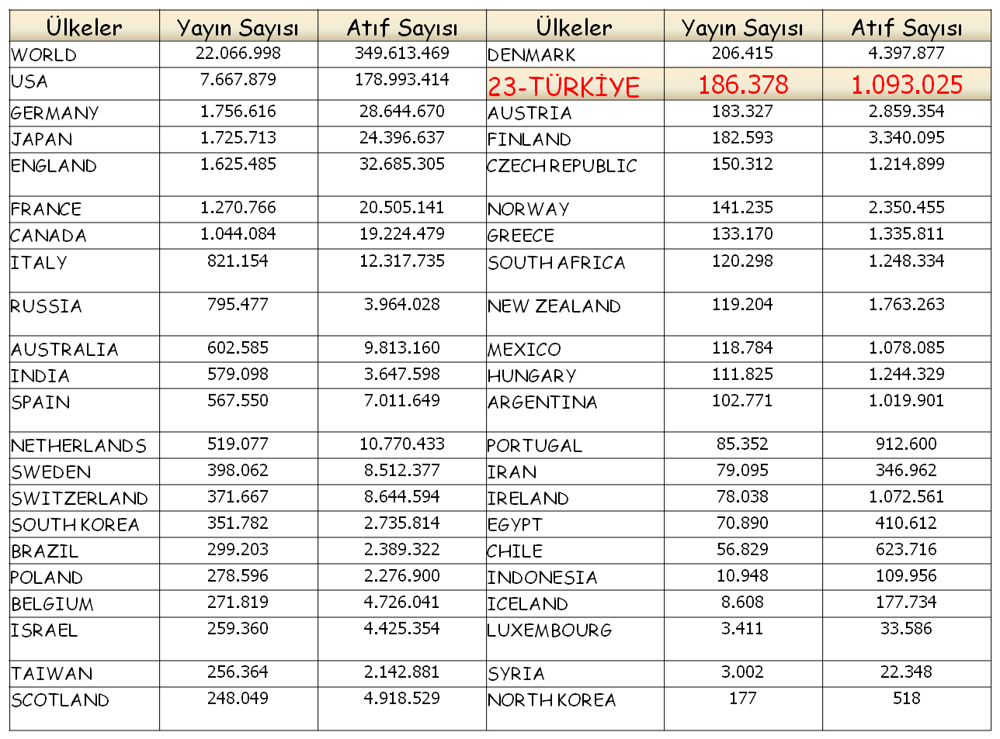 Ülkeler Yayın Sayısı Atıf Sayısı Ülkeler Yayın Sayısı Atıf Sayısı
WORLD 22.066.998 349.613.469 DENMARK 206.415 4.397.877
USA 7.667.879 178.993.414 23-TÜRKİYE 186.378 1.093.025
GERMANY 1.756.616 28.644.670 AUSTRIA 183.327 2.859.354
JAPAN 1.725.713 24.396.637 FINLAND 182.593 3.340.095
ENGLAND 1.625.485 32.685.305 CZECH REPUBLIC 150.312 1.214.899
FRANCE 1.270.766 20.505.141 NORWAY 141.235 2.350.455
CANADA 1.044.084 19.224.479 GREECE 133.170 1.335.811
ITALY 821.154 12.317.735 SOUTH AFRICA 120.298 1.248.334
RUSSIA 795.477 3.964.028 NEW ZEALAND 119.204 1.763.263
AUSTRALIA 602.585 9.813.160 MEXICO 118.784 1.078.085
INDIA 579.098 3.647.598 HUNGARY 111.825 1.244.329
SPAIN 567.550 7.011.649 ARGENTINA 102.771 1.019.901
NETHERLANDS 519.077 10.770.433 PORTUGAL 85.352 912.600
SWEDEN 398.062 8.512.377 IRAN 79.095 346.962
SWITZERLAND 371.667 8.644.594 IRELAND 78.038 1.072.561
SOUTH KOREA 351.782 2.735.814 EGYPT 70.890 410.612
BRAZIL 299.203 2.389.322 CHILE 56.829 623.716
POLAND 278.596 2.276.900 INDONESIA 10.948 109.956
BELGIUM 271.819 4.726.041 ICELAND 8.608 177.734
ISRAEL 259.360 4.425.354 LUXEMBOURG 3.411 33.586
TAIWAN 256.364 2.142.881 SYRIA 3.002 22.348
SCOTLAND 248.049 4.918.529 NORTH KOREA 177 518